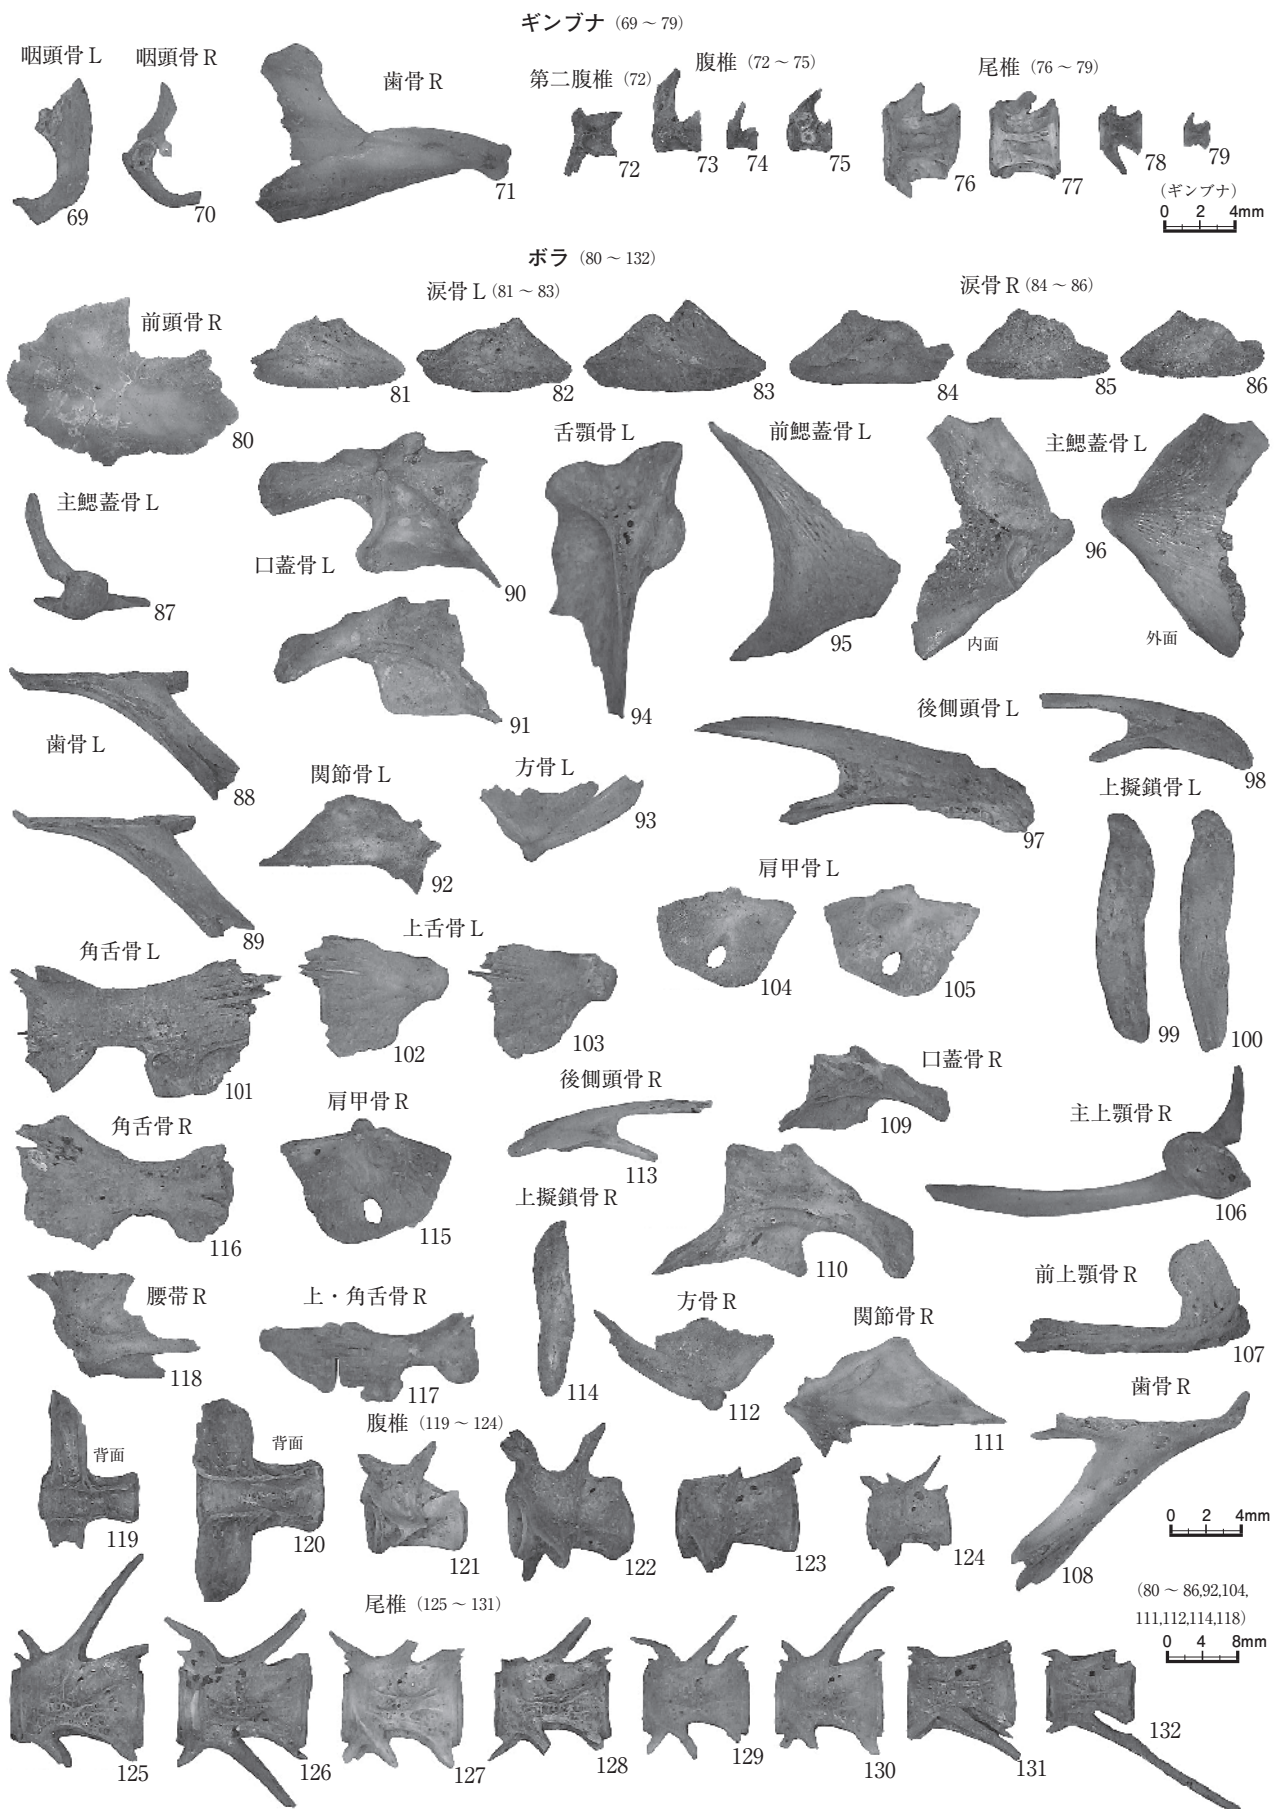 ギンブナ（69～79）
咽頭骨 L
咽頭骨 R
歯骨 R
第二腹椎（72）
腹椎（72～75）
尾椎（76～79）
69
70
71
72
73
74
75
76
77
78
79
（ギンブナ）
0 2 4mm
ボラ（80～132）
前頭骨 R
涙骨 L（81～83）
涙骨 R（84～86）
80
81
82
83
84
85
86
主鰓蓋骨 L
87
口蓋骨 L
90
91
舌顎骨 L
94
前鰓蓋骨 L
95
主鰓蓋骨 L
96
内面
外面
歯骨 L
88
89
関節骨 L
92
方骨 L
93
後側頭骨 L
97
98
上擬鎖骨 L
99
100
肩甲骨 L
104
105
角舌骨 L
101
上舌骨 L
102
103
口蓋骨 R
109
110
後側頭骨 R
113
主上顎骨 R
106
角舌骨 R
116
肩甲骨 R
115
上擬鎖骨 R
114
前上顎骨 R
107
腰帯 R
118
上・角舌骨 R
117
方骨 R
112
関節骨 R
111
歯骨 R
108
背面
119
背面
120
腹椎（119～124）
121
122
123
124
0 2 4mm
（80～86,92,104,
111,112,114,118）
0 4 8mm
尾椎（125～131）
125
126
127
128
129
130
131
132